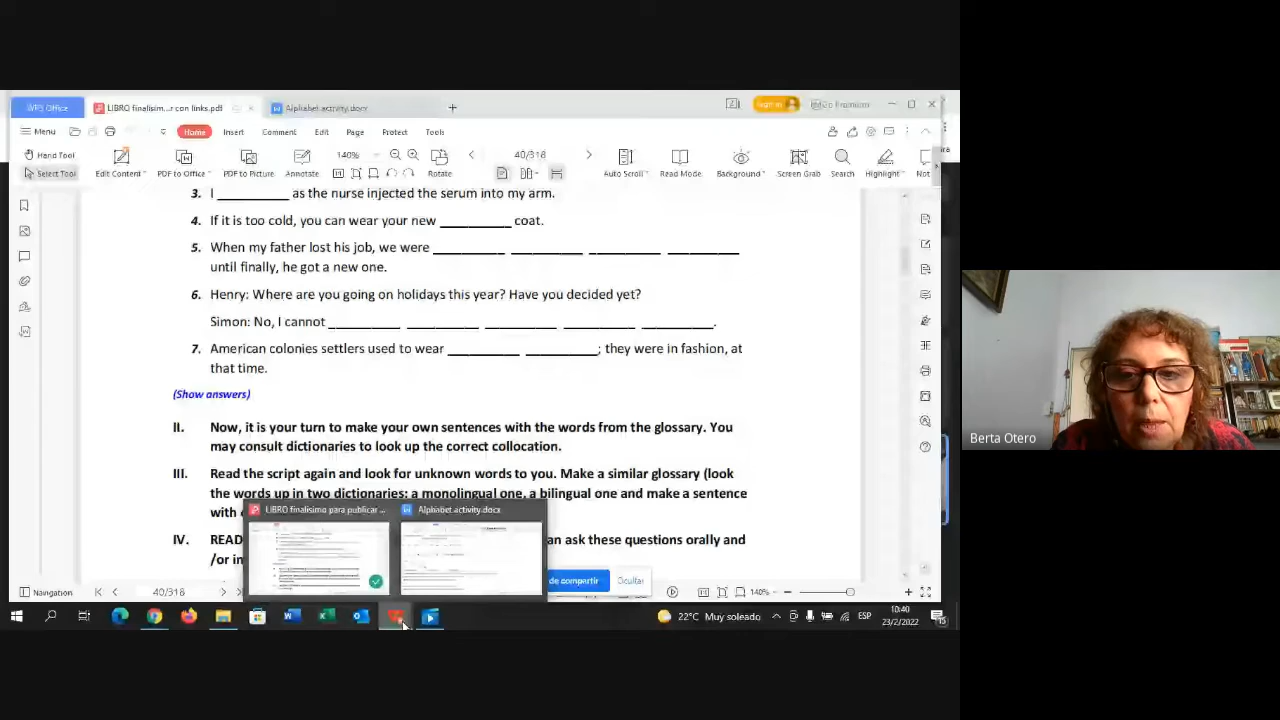 WPS Office LIBRO finalisim...r con links.pdf Alphabet activity.docx + Sign in Go Premium
Menu Home Insert Comment Edit Page Protect Tools
Hand Tool 140% 40/318
Select Tool Edit Content PDF to Office PDF to Picture Annotate Rotate Auto Scroll Read Mode Background Screen Grab Search Highlight Not
3. I __________ as the nurse injected the serum into my arm.
4. If it is too cold, you can wear your new __________ coat.
5. When my father lost his job, we were __________ __________ __________ __________
until finally, he got a new one.
6. Henry: Where are you going on holidays this year? Have you decided yet?
Simon: No, I cannot __________ __________ __________ __________ __________.
7. American colonies settlers used to wear __________ __________; they were in fashion, at
that time.
(Show answers)
II. Now, it is your turn to make your own sentences with the words from the glossary. You
may consult dictionaries to look up the correct collocation.
III. Read the script again and look for unknown words to you. Make a similar glossary (look
the words up in two dictionaries: a monolingual one, a bilingual one and make a sentence
with
LIBRO finalisimo para publicar ... Alphabet activity.docx
IV. READ an ask these questions orally and
/or in
de compartir Ocultar
Navigation 40/318 140%
22°C Muy soleado ESP 10:40
23/2/2022
15
Berta Otero